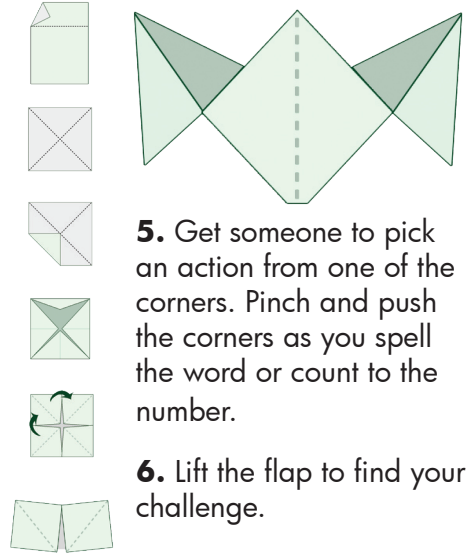 5. Get someone to pick
an action from one of the
corners. Pinch and push
the corners as you spell
the word or count to the
number.
6. Lift the flap to find your
challenge.